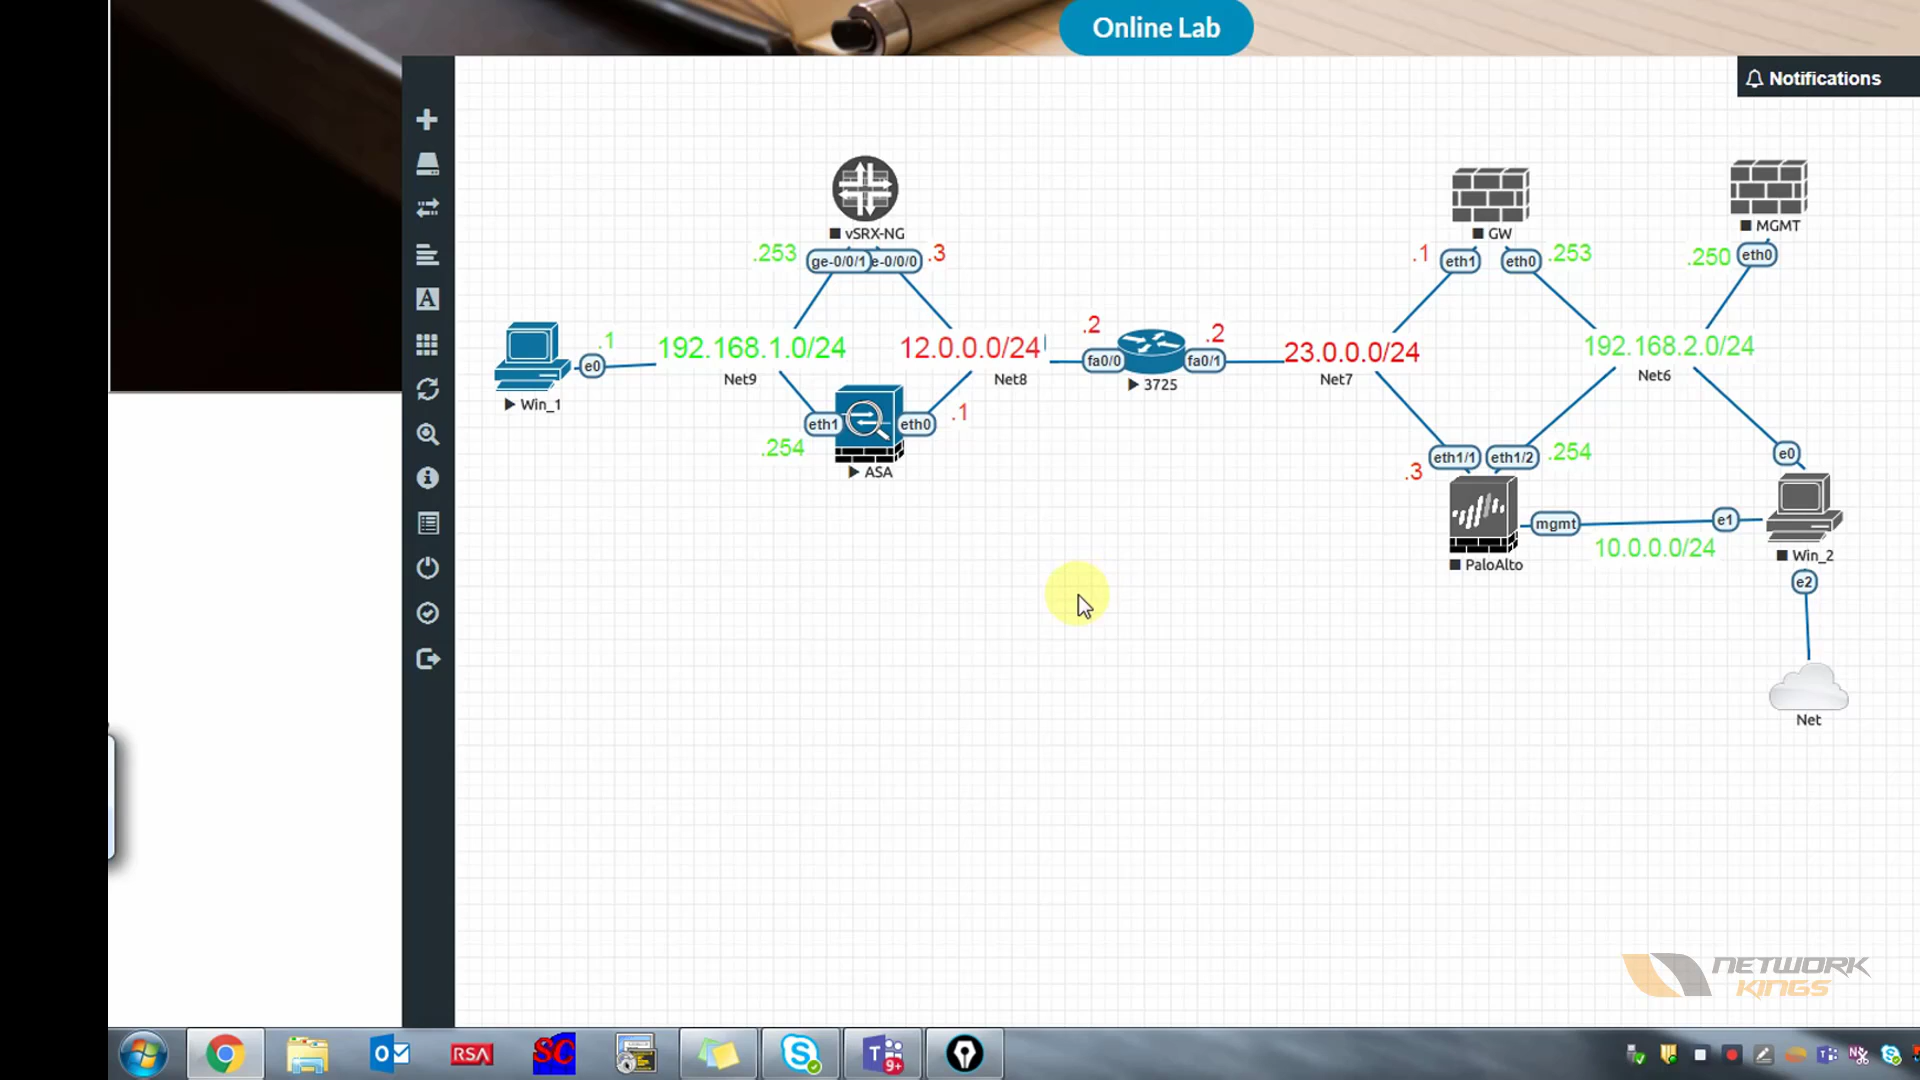 Online Lab
Notifications
vSRX-NG
GW
MGMT
.253
ge-0/0/1
e-0/0/0
.3
.1
eth1
eth0
.253
.250
eth0
Win_1
e0
.1
192.168.1.0/24
Net9
12.0.0.0/24
Net8
.2
fa0/0
3725
fa0/1
.2
23.0.0.0/24
Net7
192.168.2.0/24
Net6
eth1
.254
ASA
eth0
.1
eth1/1
.3
eth1/2
.254
PaloAlto
mgmt
e1
10.0.0.0/24
e0
Win_2
e2
Net
NETWORK
KINGS
RSA
SC
9+